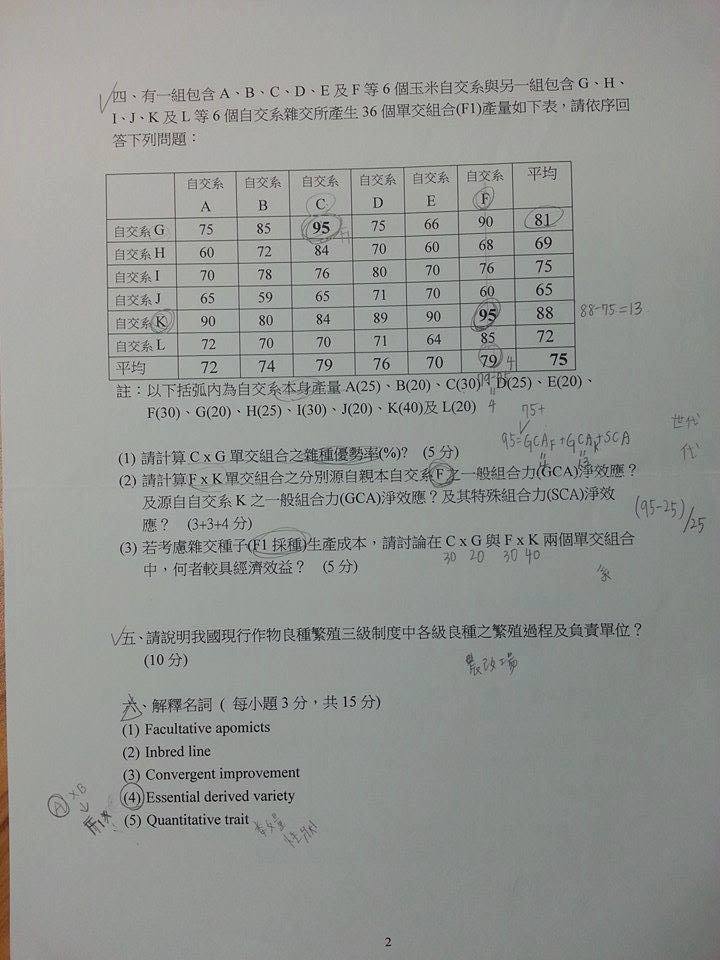 四、有一組包含 A、B、C、D、E 及 F 等 6 個玉米自交系與另一組包含 G、H、
I、J、K 及 L 等 6 個自交系雜交所產生 36 個單交組合(F1)產量如下表，請依序回
答下列問題：
自交系 A 自交系 B 自交系 C 自交系 D 自交系 E 自交系 F 平均
自交系 G 75 85 95 75 66 90 81
自交系 H 60 72 84 70 60 68 69
自交系 I 70 78 76 80 70 76 75
自交系 J 65 59 65 71 70 60 65
自交系 K 90 80 84 89 90 95 88 88-75=13
自交系 L 72 70 70 71 64 85 72
平均 72 74 79 76 70 79 75
4
註：以下括弧內為自交系本身產量 A(25)、B(20)、C(30)、D(25)、E(20)、
F(30)、G(20)、H(25)、I(30)、J(20)、K(40)及 L(20)
4
75+
95=GCAF+GCAK+SCA
4 13
世代
代
(1) 請計算 C x G 單交組合之雜種優勢率(%)? (5 分)
(2) 請計算 F x K 單交組合之分別源自親本自交系 F 之一般組合力(GCA)淨效應？
及源自自交系 K 之一般組合力(GCA)淨效應？及其特殊組合力(SCA)淨效
應？ (3+3+4 分)
(95-25)/25
(3) 若考慮雜交種子(F1 採種)生產成本，請討論在 C x G 與 F x K 兩個單交組合
30 20 30 40
中，何者較具經濟效益？ (5 分)
五、請說明我國現行作物良種繁殖三級制度中各級良種之繁殖過程及負責單位？
(10 分)
農改場
六、解釋名詞 ( 每小題 3 分，共 15 分)
(1) Facultative apomicts
(2) Inbred line
(3) Convergent improvement
(4) Essential derived variety
A×B
(5) Quantitative trait
數量
性狀
2